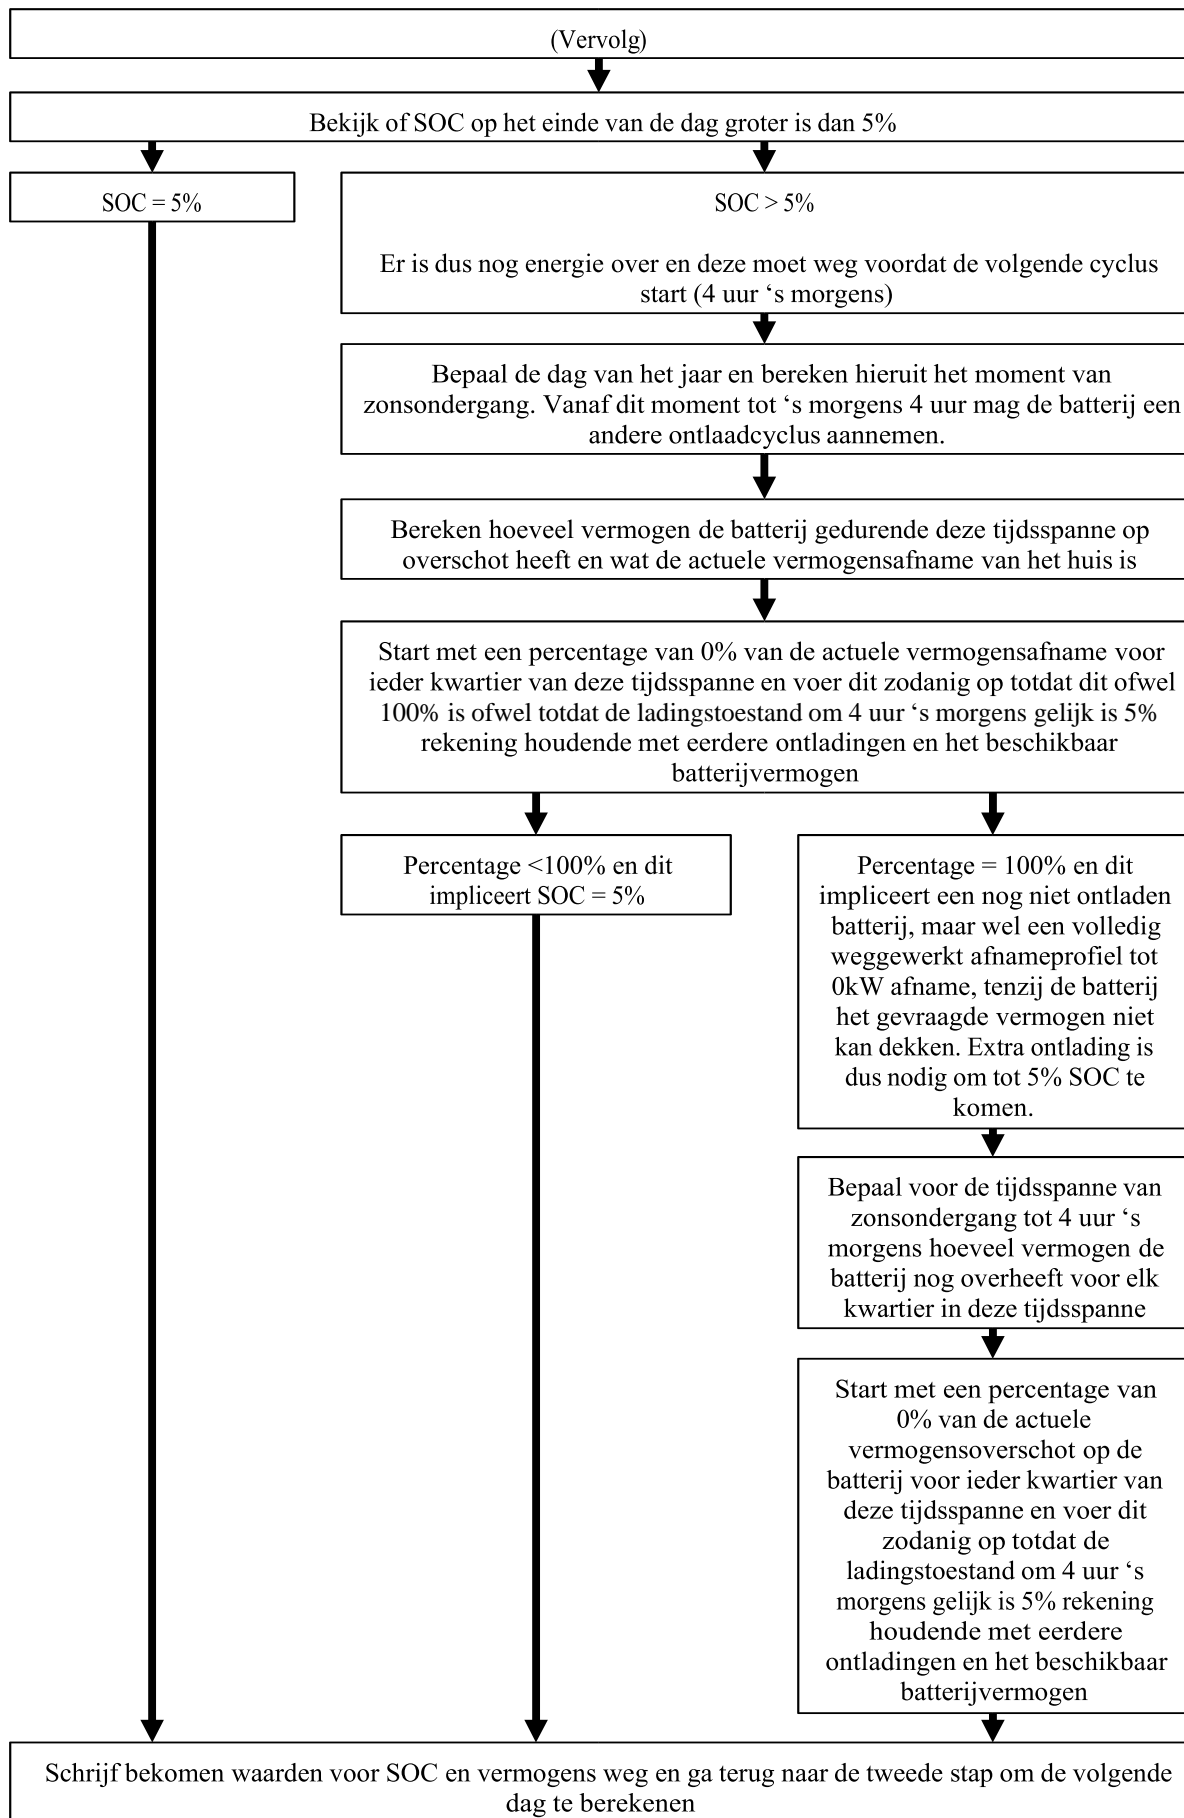 (Vervolg)
Bekijk of SOC op het einde van de dag groter is dan 5%
SOC = 5%
SOC > 5%
Er is dus nog energie over en deze moet weg voordat de volgende cyclus
start (4 uur ‘s morgens)
Bepaal de dag van het jaar en bereken hieruit het moment van
zonsondergang. Vanaf dit moment tot ‘s morgens 4 uur mag de batterij een
andere ontlaadcyclus aannemen.
Bereken hoeveel vermogen de batterij gedurende deze tijdsspanne op
overschot heeft en wat de actuele vermogensafname van het huis is
Start met een percentage van 0% van de actuele vermogensafname voor
ieder kwartier van deze tijdsspanne en voer dit zodanig op totdat dit ofwel
100% is ofwel totdat de ladingstoestand om 4 uur ‘s morgens gelijk is 5%
rekening houdende met eerdere ontladingen en het beschikbaar
batterijvermogen
Percentage <100% en dit
impliceert SOC = 5%
Percentage = 100% en dit
impliceert een nog niet ontladen
batterij, maar wel een volledig
weggewerkt afnameprofiel tot
0kW afname, tenzij de batterij
het gevraagde vermogen niet
kan dekken. Extra ontlading is
dus nodig om tot 5% SOC te
komen.
Bepaal voor de tijdsspanne van
zonsondergang tot 4 uur ‘s
morgens hoeveel vermogen de
batterij nog overheeft voor elk
kwartier in deze tijdsspanne
Start met een percentage van
0% van de actuele
vermogensoverschot op de
batterij voor ieder kwartier van
deze tijdsspanne en voer dit
zodanig op totdat de
ladingstoestand om 4 uur ‘s
morgens gelijk is 5% rekening
houdende met eerdere
ontladingen en het beschikbaar
batterijvermogen
Schrijf bekomen waarden voor SOC en vermogens weg en ga terug naar de tweede stap om de volgende
dag te berekenen